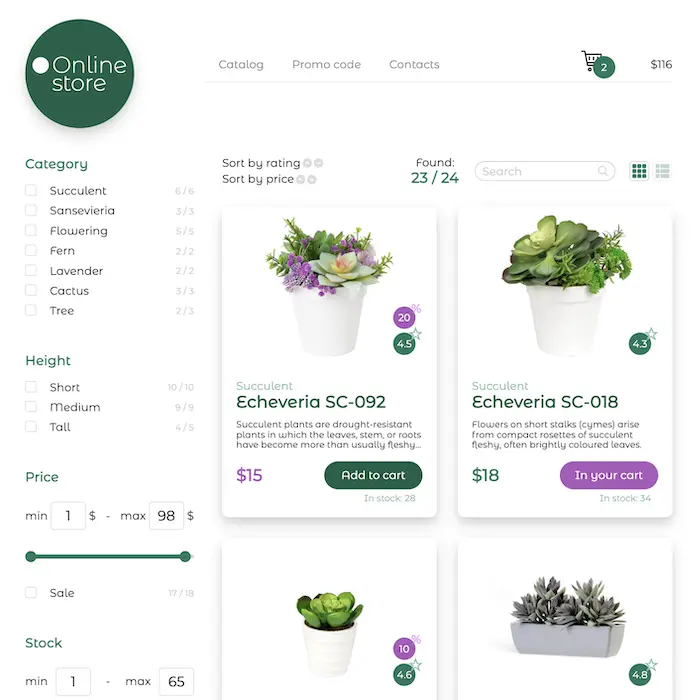 Online
store
Catalog
Promo code
Contacts
2
$116
Category
Succulent 6 / 6
Sansevieria 3 / 3
Flowering 5 / 5
Fern 2 / 2
Lavender 2 / 2
Cactus 3 / 3
Tree 2 / 3
Height
Short 10 / 10
Medium 9 / 9
Tall 4 / 5
Price
min 1 $ - max 98 $
Sale 17 / 18
Stock
min 1 - max 65
Sort by rating
Sort by price
Found:
23 / 24
Search
20 %
4.5
Succulent
Echeveria SC-092
Succulent plants are drought-resistant
plants in which the leaves, stem, or roots
have become more than usually fleshy...
$15
Add to cart
In stock: 28
4.3
Succulent
Echeveria SC-018
Flowers on short stalks (cymes) arise
from compact rosettes of succulent
fleshy, often brightly coloured leaves.
$18
In your cart
In stock: 34
10 %
4.6
4.8